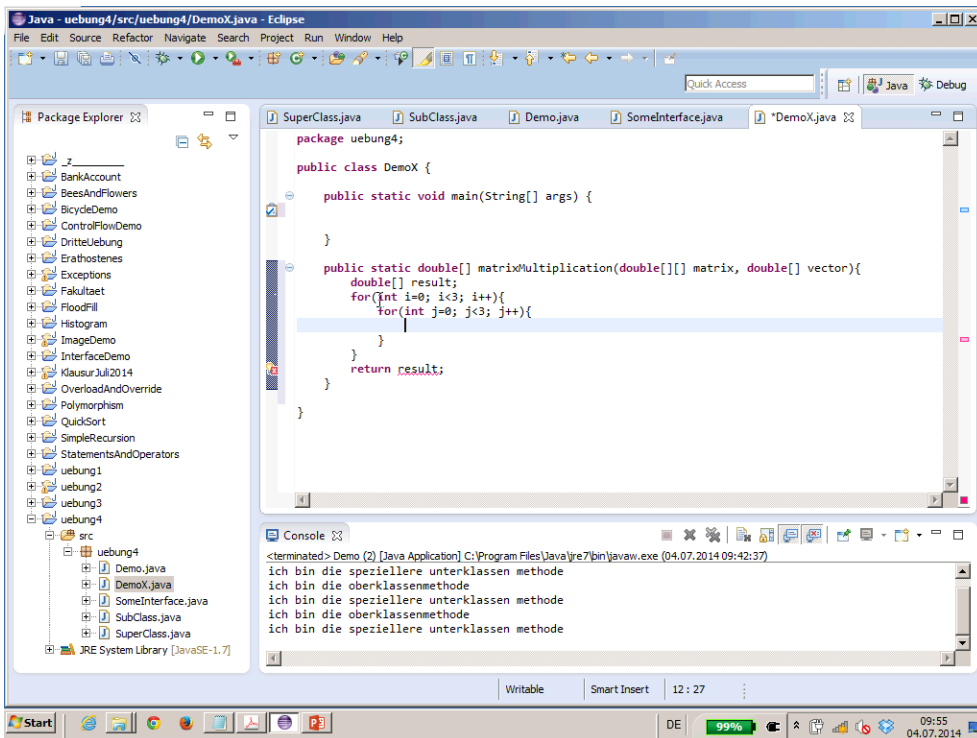 Java - uebung4/src/uebung4/DemoX.java - Eclipse
File Edit Source Refactor Navigate Search Project Run Window Help
Quick Access
Java
Debug
Package Explorer
_z_________
BankAccount
BeesAndFlowers
BicycleDemo
ControlFlowDemo
DritteUebung
Erathostenes
Exceptions
Fakultaet
FloodFill
Histogram
ImageDemo
InterfaceDemo
KlausurJuli2014
OverloadAndOverride
Polymorphism
QuickSort
SimpleRecursion
StatementsAndOperators
uebung1
uebung2
uebung3
uebung4
src
uebung4
Demo.java
DemoX.java
SomeInterface.java
SubClass.java
SuperClass.java
JRE System Library [JavaSE-1.7]
SuperClass.java SubClass.java Demo.java SomeInterface.java *DemoX.java
package uebung4;
public class DemoX {
public static void main(String[] args) {
}
public static double[] matrixMultiplication(double[][] matrix, double[] vector){
double[] result;
for(int i=0; i<3; i++){
for(int j=0; j<3; j++){
}
}
return result;
}
}
Console
<terminated> Demo (2) [Java Application] C:\Program Files\Java\jre7\bin\javaw.exe (04.07.2014 09:42:37)
ich bin die speziellere unterklassen methode
ich bin die oberklassenmethode
ich bin die speziellere unterklassen methode
ich bin die oberklassenmethode
ich bin die speziellere unterklassen methode
Writable Smart Insert 12 : 27
Start
DE
99%
09:55
04.07.2014